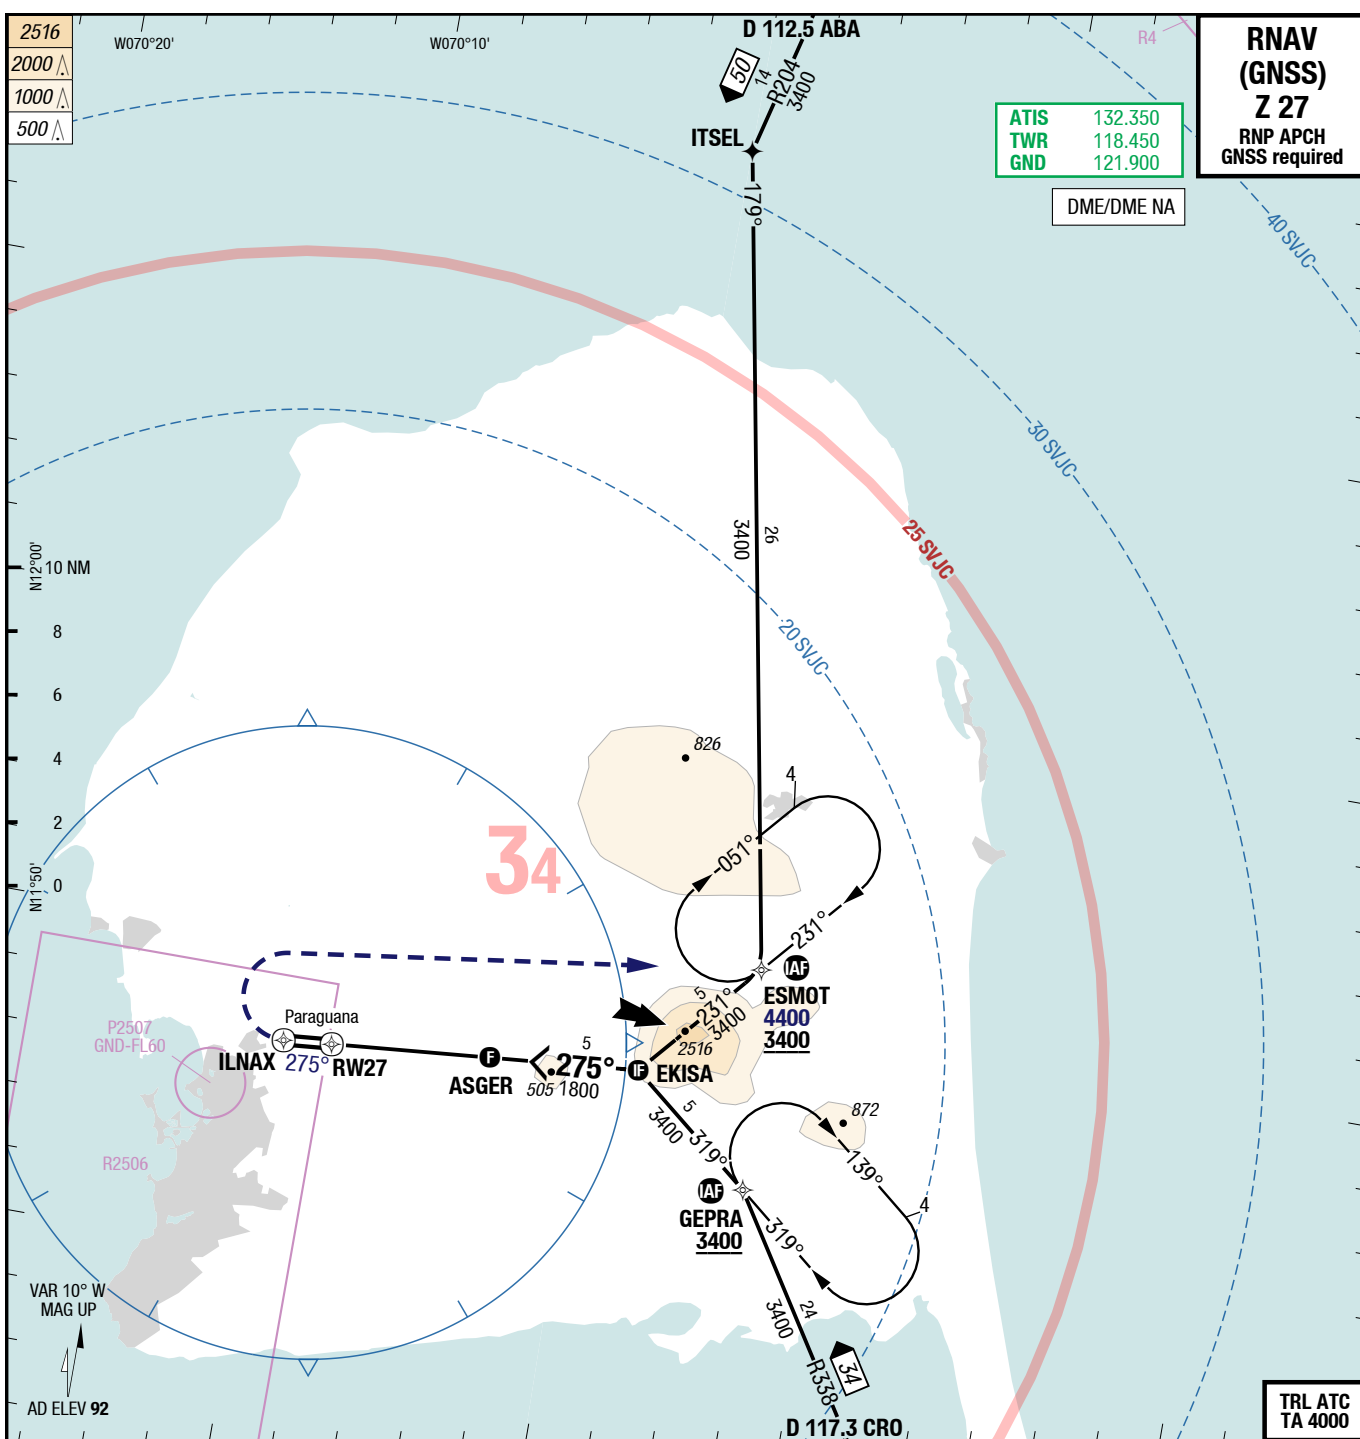 2516
2000
1000
500
W070°20'
W070°10'
D 112.5 ABA
R4
RNAV
(GNSS)
Z 27
RNP APCH
GNSS required
50
14
R204
3400
ITSEL
ATIS 132.350
TWR 118.450
GND 121.900
DME/DME NA
179°
40 SVJC
30 SVJC
25 SVJC
20 SVJC
26
3400
N12°00'
10 NM
8
6
4
2
0
N11°50'
826
4
34
051°
231°
IAF
ESMOT
4400
3400
5
231°
3400
2516
Paraguana
P2507
GND-FL60
ILNAX
275°
RW27
F
ASGER
5
275°
505
1800
IF
EKISA
5
3400
319°
872
139°
4
R2506
IAF
GEPRA
3400
319°
24
3400
34
R338
D 117.3 CRO
VAR 10° W
MAG UP
AD ELEV 92
TRL ATC
TA 4000